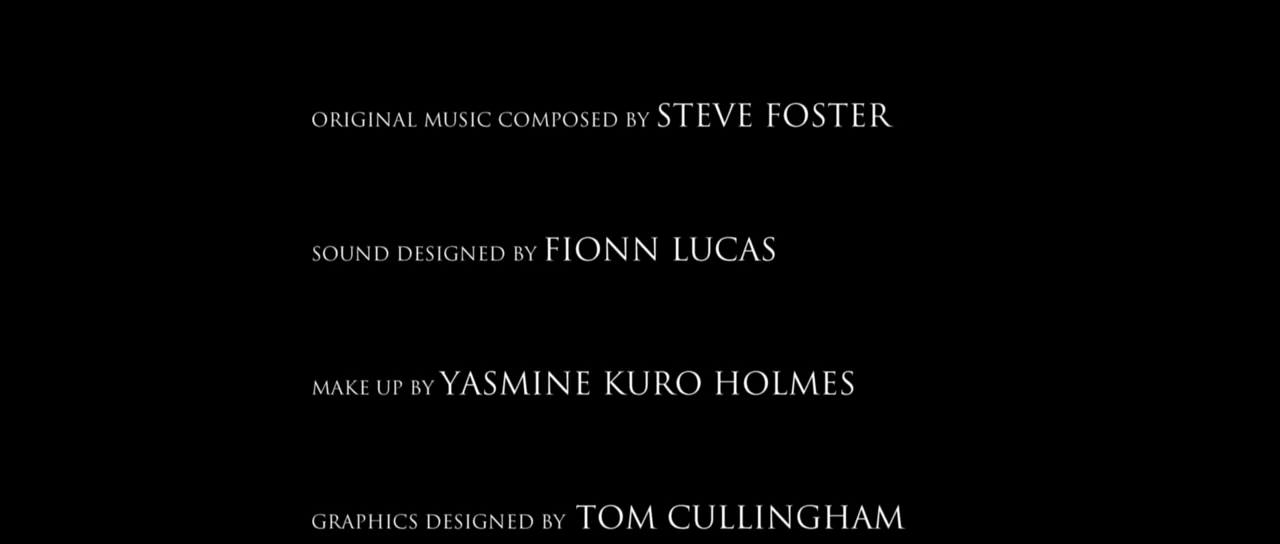 ORIGINAL MUSIC COMPOSED BY STEVE FOSTER
SOUND DESIGNED BY FIONN LUCAS
MAKE UP BY YASMINE KURO HOLMES
GRAPHICS DESIGNED BY TOM CULLINGHAM